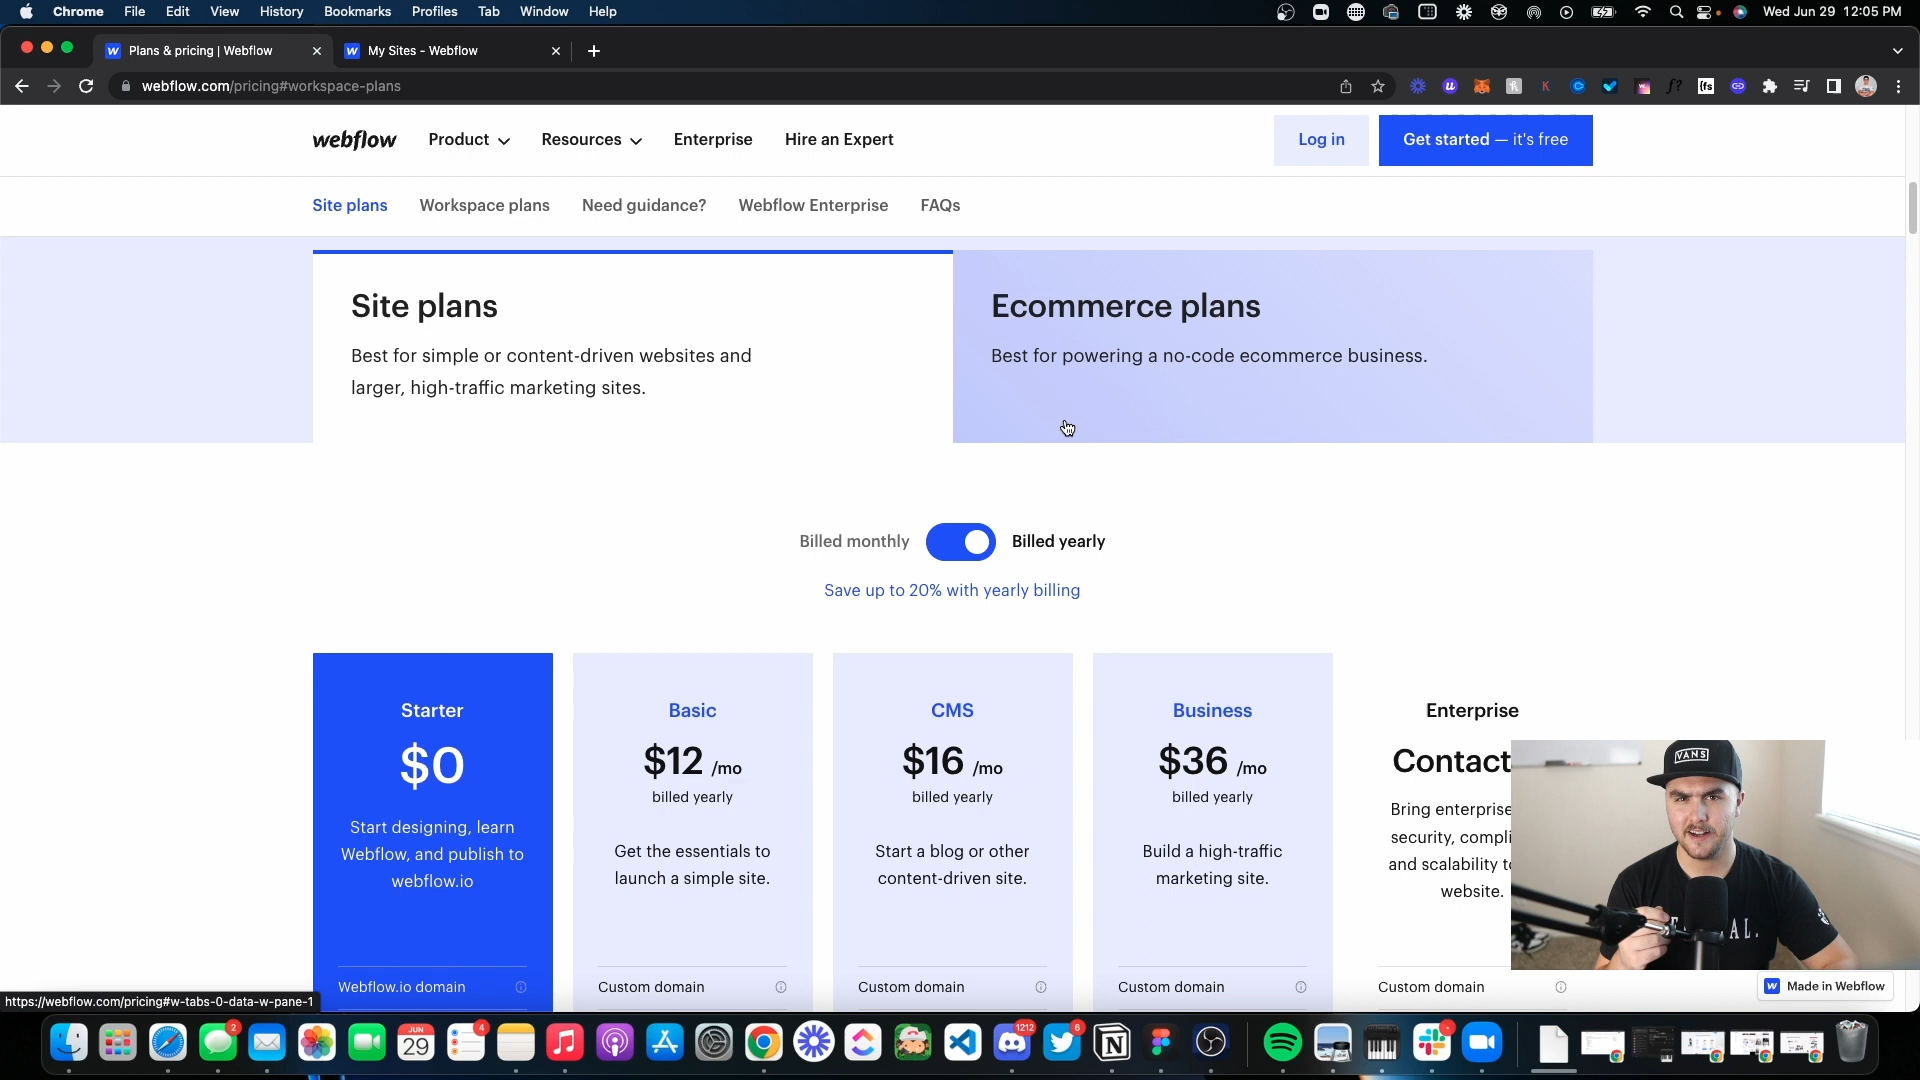 Chrome File Edit View History Bookmarks Profiles Tab Window Help
Wed Jun 29 12:05 PM
Plans & pricing | Webflow
My Sites - Webflow
webflow.com/pricing#workspace-plans
webflow Product Resources Enterprise Hire an Expert
Log in
Get started — it's free
Site plans Workspace plans Need guidance? Webflow Enterprise FAQs
Site plans
Best for simple or content-driven websites and
larger, high-traffic marketing sites.
Ecommerce plans
Best for powering a no-code ecommerce business.
Billed monthly Billed yearly
Save up to 20% with yearly billing
Starter
$0
Start designing, learn
Webflow, and publish to
webflow.io
Webflow.io domain
Basic
$12 /mo
billed yearly
Get the essentials to
launch a simple site.
Custom domain
CMS
$16 /mo
billed yearly
Start a blog or other
content-driven site.
Custom domain
Business
$36 /mo
billed yearly
Build a high-traffic
marketing site.
Custom domain
Enterprise
Contact
Bring enterprise
security, compli
and scalability t
website.
Custom domain
VANS
Made in Webflow
https://webflow.com/pricing#w-tabs-0-data-w-pane-1
2
JUN
29
4
1212
6